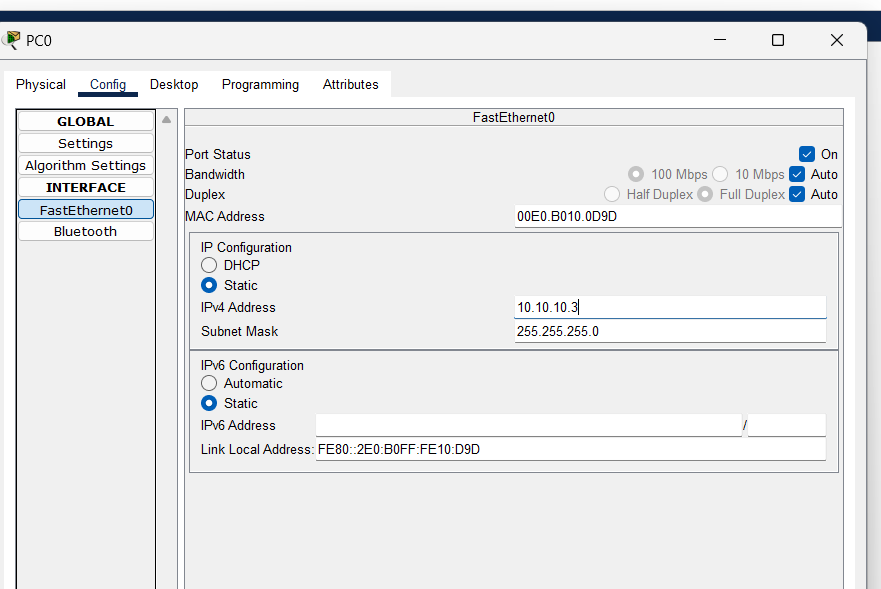 PC0
Physical Config Desktop Programming Attributes
GLOBAL
Settings
Algorithm Settings
INTERFACE
FastEthernet0
Bluetooth
FastEthernet0
Port Status On
Bandwidth 100 Mbps 10 Mbps Auto
Duplex Half Duplex Full Duplex Auto
MAC Address 00E0.B010.0D9D
IP Configuration
DHCP
Static
IPv4 Address 10.10.10.3
Subnet Mask 255.255.255.0
IPv6 Configuration
Automatic
Static
IPv6 Address /
Link Local Address: FE80::2E0:B0FF:FE10:D9D